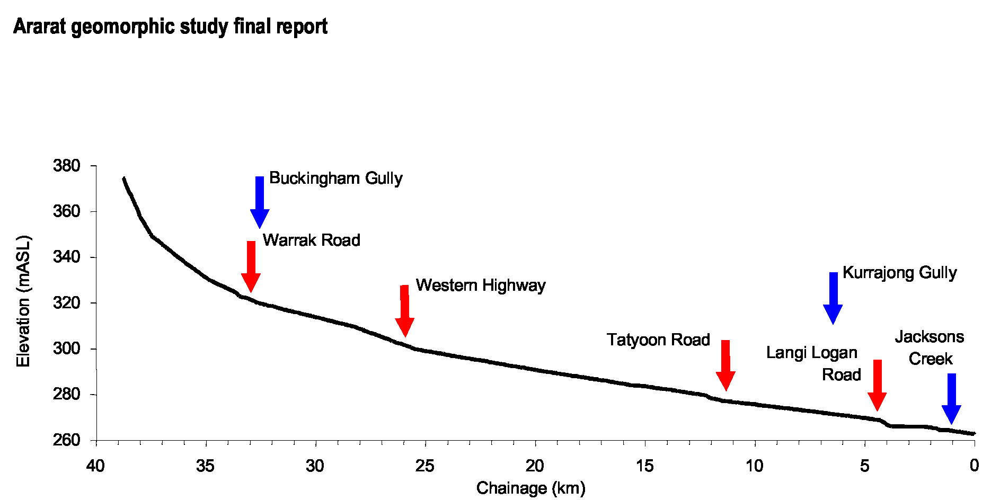 Ararat geomorphic study final report
380
360
340
320
300
280
260
Elevation (mASL)
Buckingham Gully
Warrak Road
Western Highway
Kurrajong Gully
Tatyoon Road
Langi Logan
Road
Jacksons
Creek
40 35 30 25 20 15 10 5 0
Chainage (km)